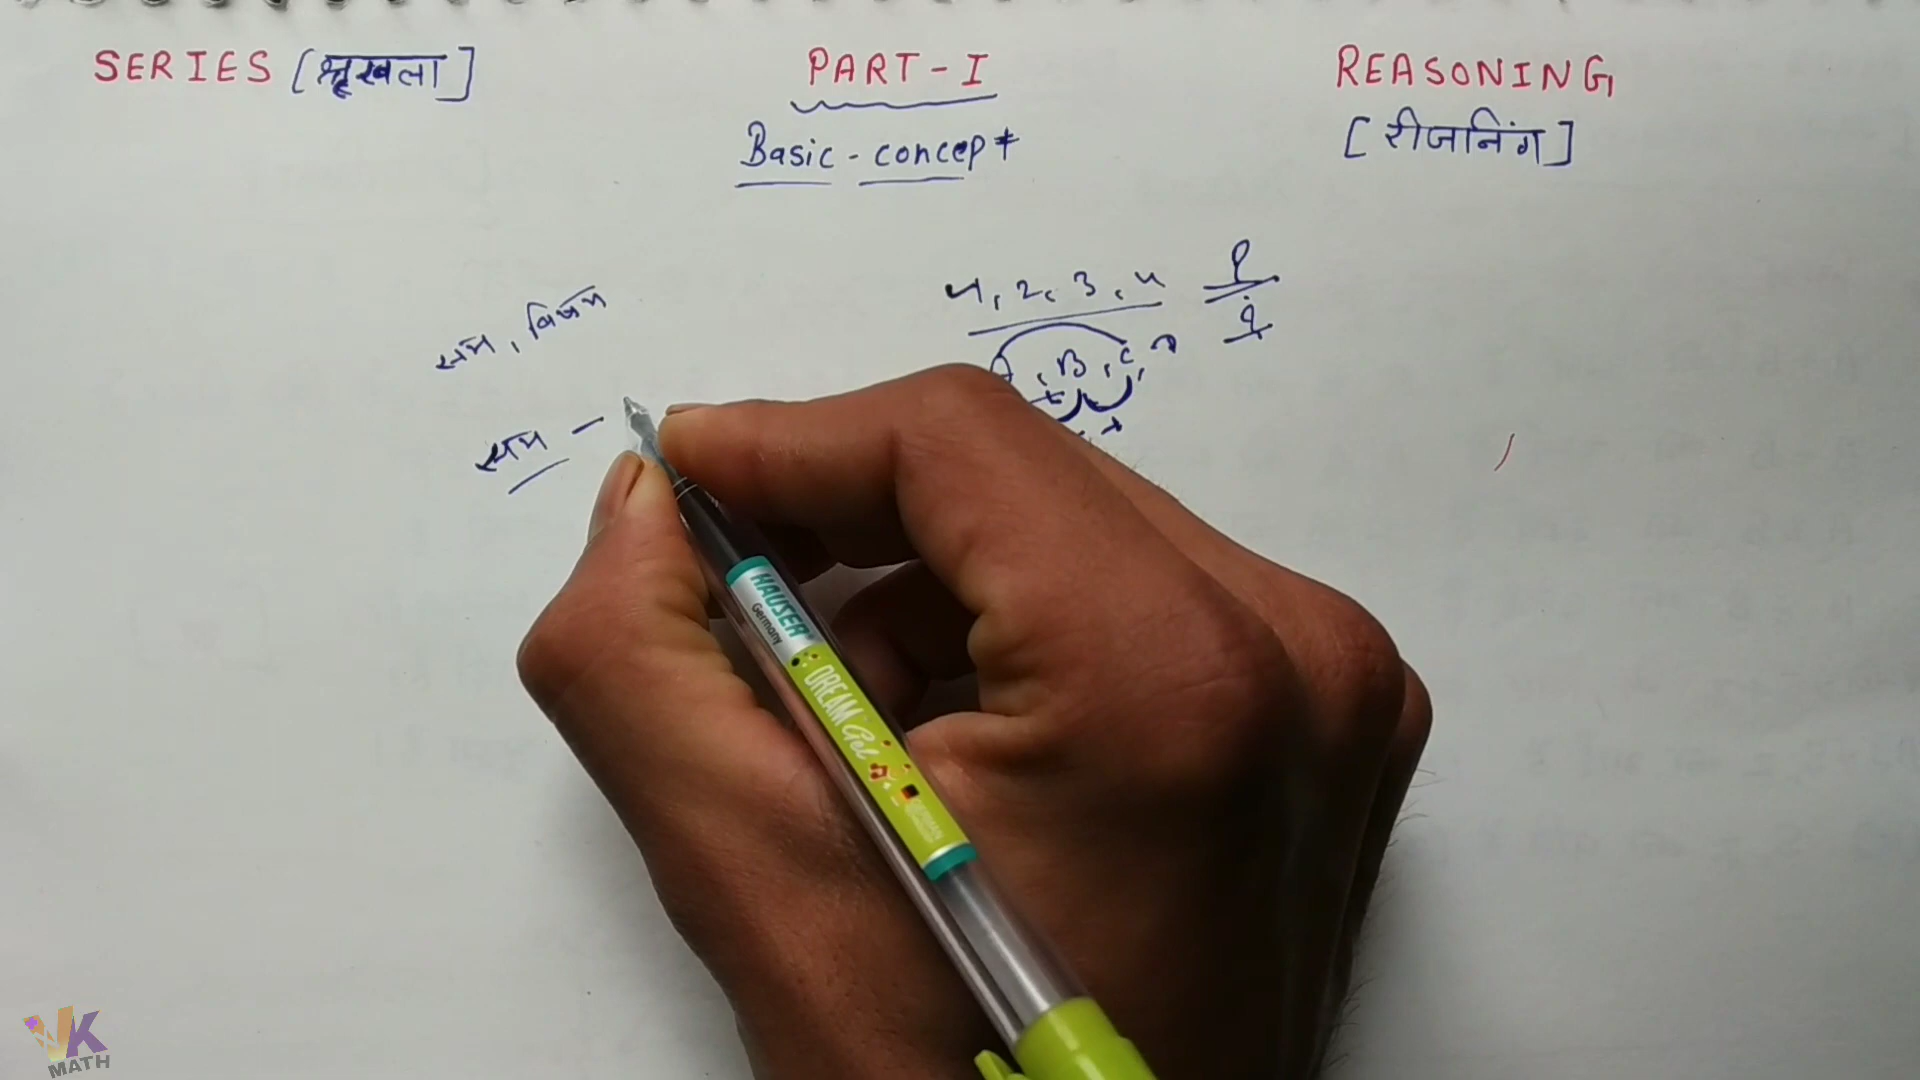 SERIES [श्रृखला]
PART-I
REASONING
Basic-concept
[रीजनिंग]
1, 2, 3, 4
P
q
सम, विषम
A, B, C, D
सम -
HAUSER
Germany
DREAM Gel
VK
MATH